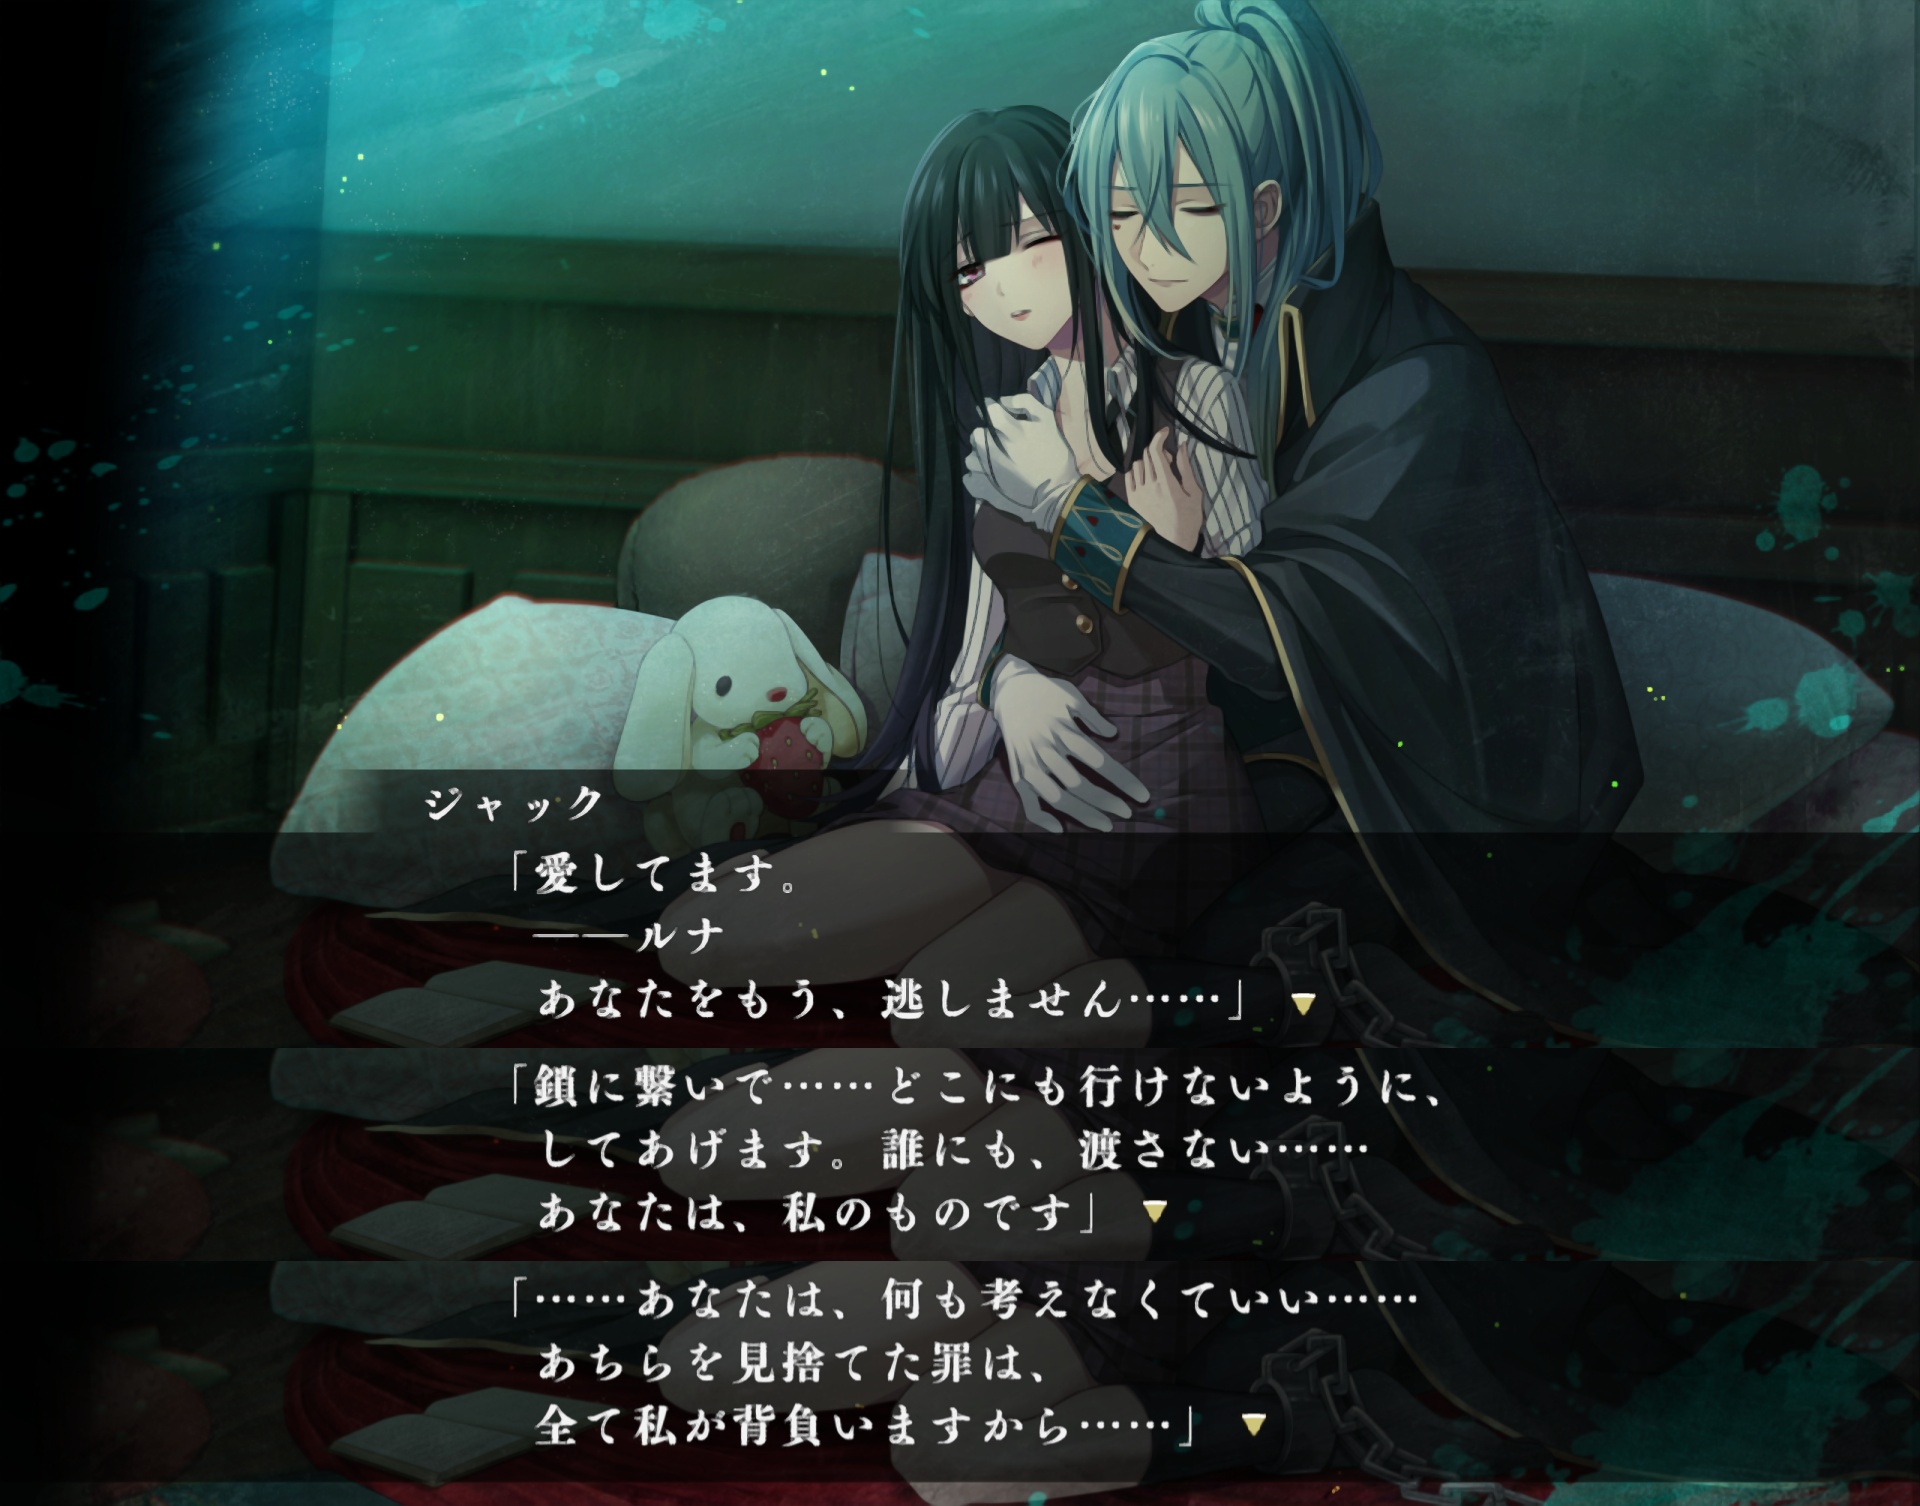 ジャック
「愛してます。
――ルナ
あなたをもう、逃しません……」
「鎖に繋いで……どこにも行けないように、
してあげます。誰にも、渡さない……
あなたは、私のものです」
「……あなたは、何も考えなくていい……
あちらを見捨てた罪は、
全て私が背負いますから……」